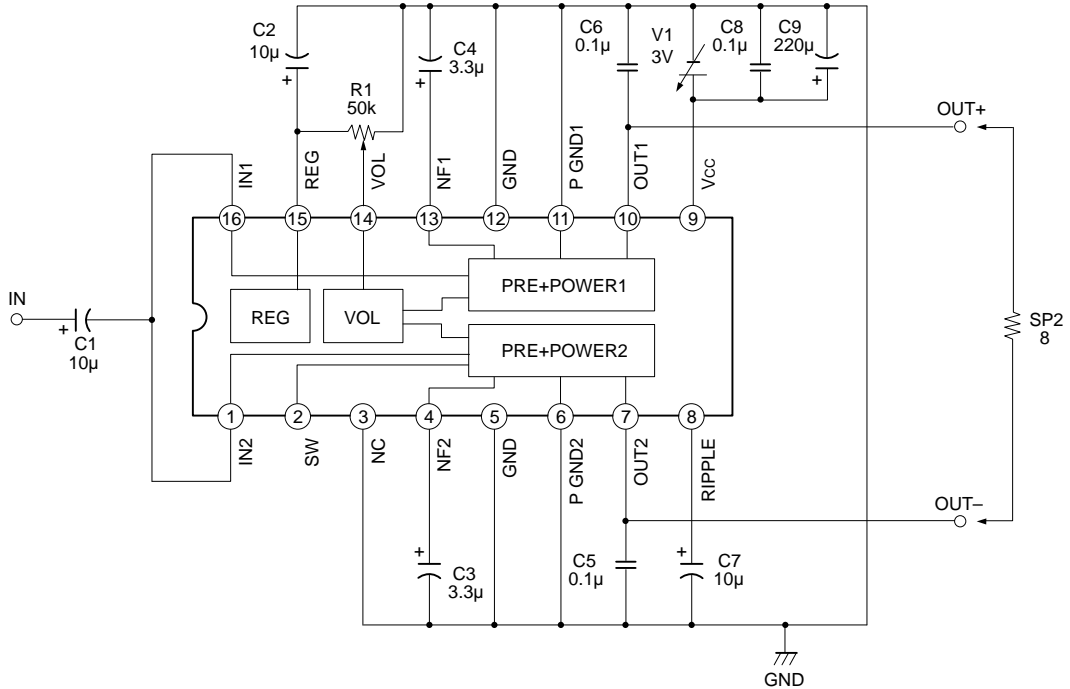 C2
10µ
R1
50k
C4
3.3µ
C6
0.1µ
V1
3V
C8
0.1µ
C9
220µ
OUT+
IN1
REG
VOL
NF1
GND
P GND1
OUT1
VCC
16
15
14
13
12
11
10
9
PRE+POWER1
REG
VOL
PRE+POWER2
IN
C1
10µ
SP2
8
1
2
3
4
5
6
7
8
IN2
SW
NC
NF2
GND
P GND2
OUT2
RIPPLE
OUT–
C3
3.3µ
C5
0.1µ
C7
10µ
GND